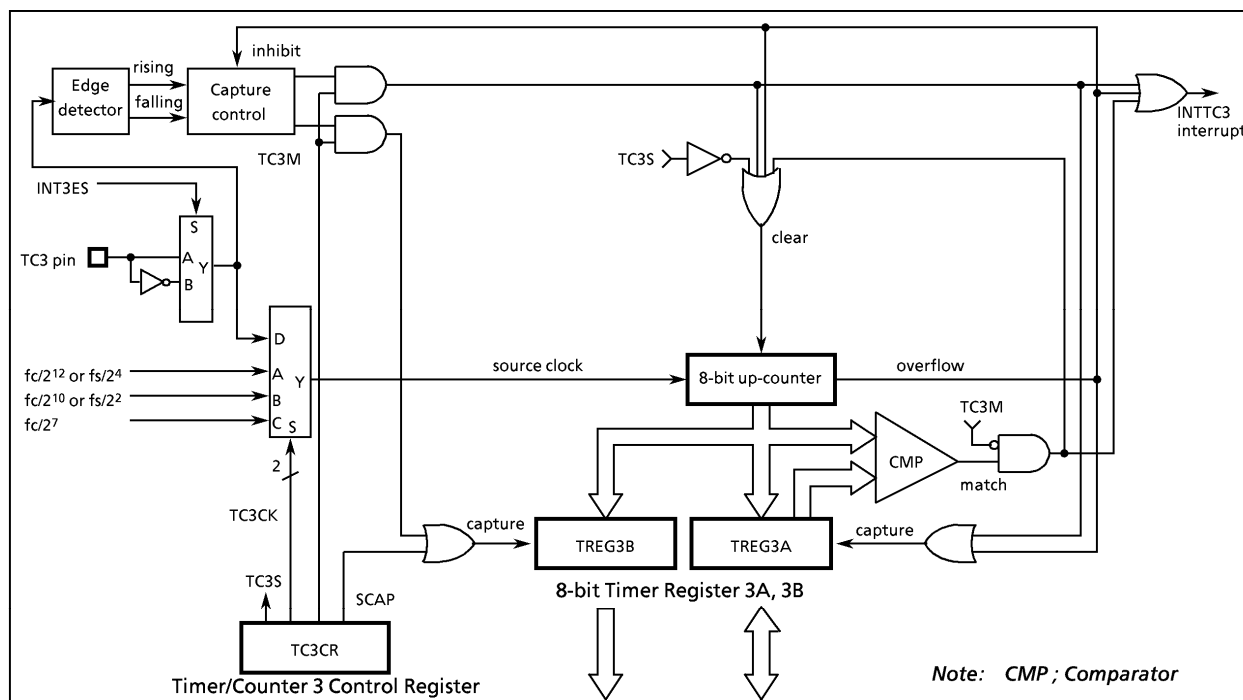 inhibit
rising
Edge
detector
Capture
control
falling
INTTC3
interrupt
TC3M
TC3S
INT3ES
S
clear
TC3 pin
A
Y
B
D
source clock
8-bit up-counter
overflow
fc/2¹² or fs/2⁴
A
Y
fc/2¹⁰ or fs/2²
B
fc/2⁷
C
S
TC3M
CMP
2
match
TC3CK
capture
TREG3B
TREG3A
capture
TC3S
SCAP
8-bit Timer Register 3A, 3B
TC3CR
Timer/Counter 3 Control Register
Note: CMP ; Comparator